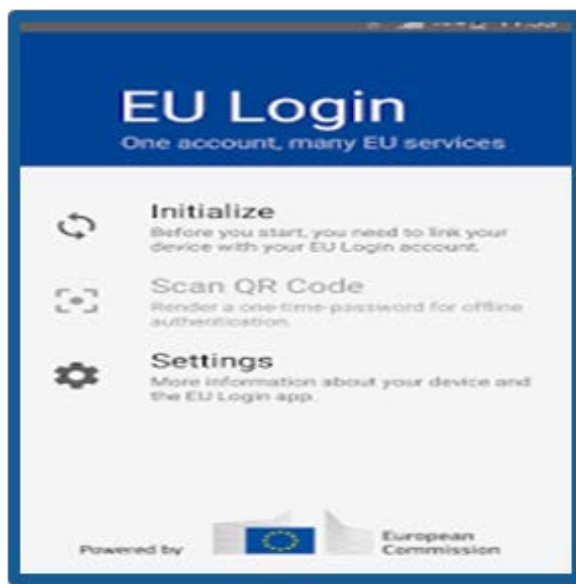 EU Login
One account, many EU services
Initialize
Before you start, you need to link your
device with your EU Login account.
Scan QR Code
Render a one-time-password for offline
authentication.
Settings
More information about your device and
the EU Login app.
Powered by
European
Commission